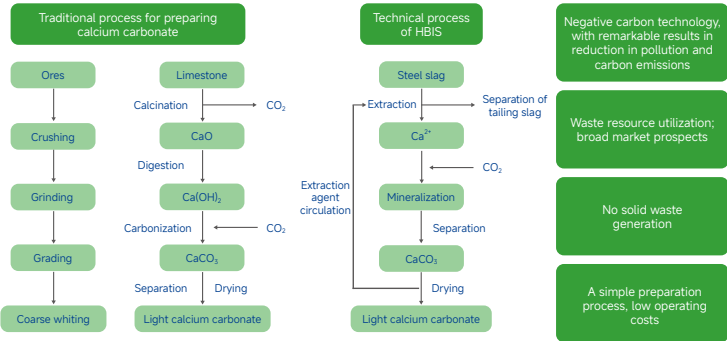 Traditional process for preparing
calcium carbonate
Ores
Crushing
Grinding
Grading
Coarse whiting
Limestone
Calcination
CO₂
CaO
Digestion
Ca(OH)₂
Carbonization
CO₂
CaCO₃
Separation
Drying
Light calcium carbonate
Technical process
of HBIS
Steel slag
Extraction
Separation of
tailing slag
Ca²⁺
CO₂
Extraction
agent
circulation
Mineralization
Separation
CaCO₃
Drying
Light calcium carbonate
Negative carbon technology,
with remarkable results in
reduction in pollution and
carbon emissions
Waste resource utilization;
broad market prospects
No solid waste
generation
A simple preparation
process, low operating
costs